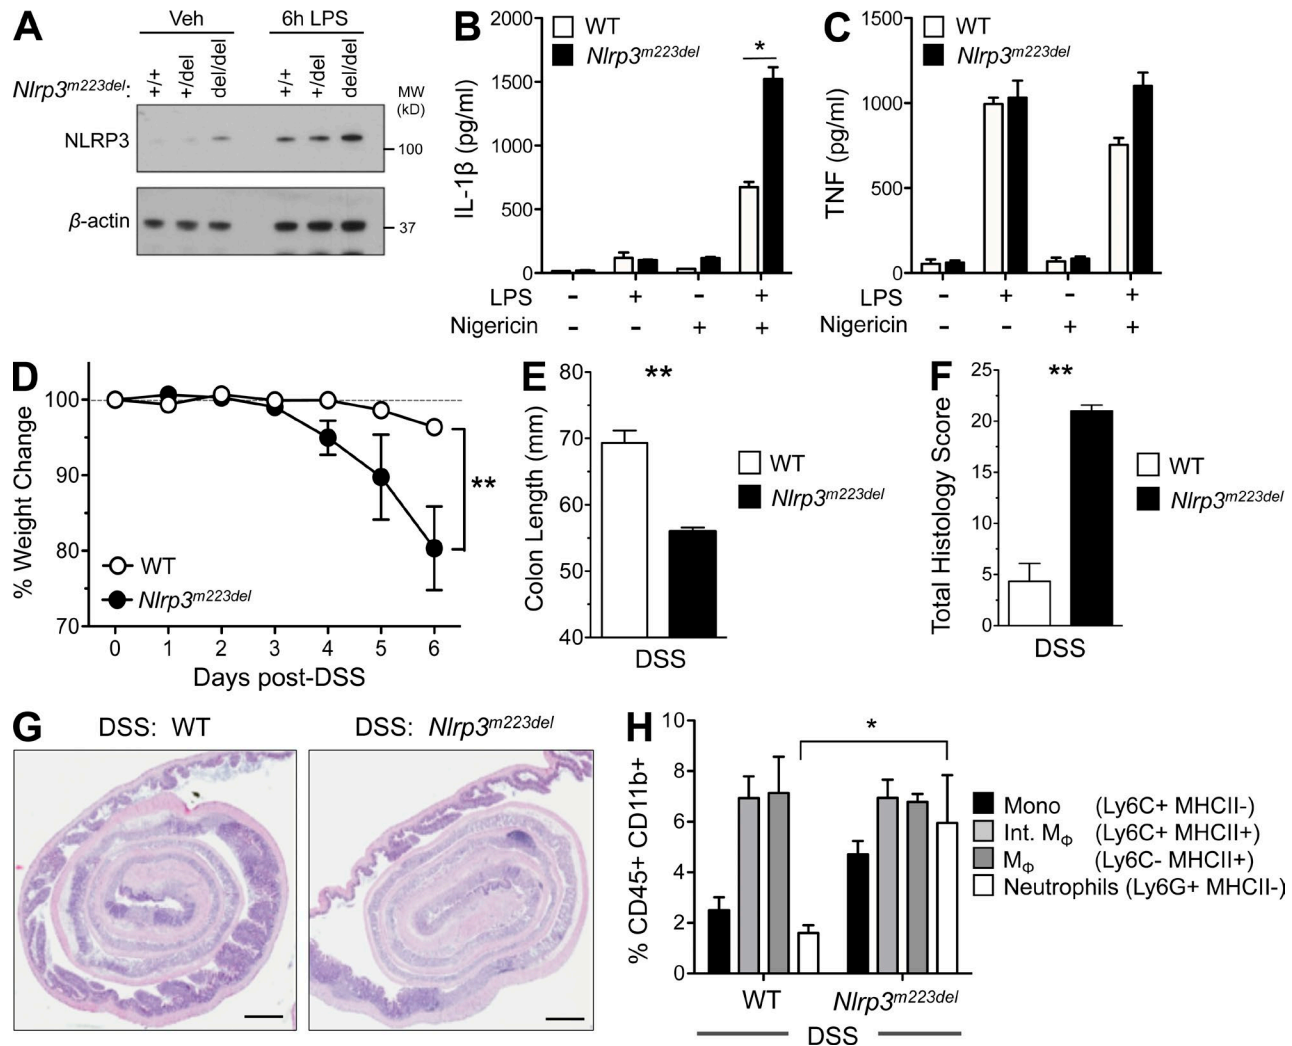 A
Veh
6h LPS
Nlrp3m223del:
+/+
+/del
del/del
+/+
+/del
del/del
MW
(kD)
NLRP3
100
β-actin
37
B
IL-1β (pg/ml)
2000
1500
1000
500
0
WT
Nlrp3m223del
*
LPS - + - +
Nigericin - - + +
C
TNF (pg/ml)
1500
1000
500
0
WT
Nlrp3m223del
LPS - + - +
Nigericin - - + +
D
% Weight Change
100
90
80
70
WT
Nlrp3m223del
**
0 1 2 3 4 5 6
Days post-DSS
E
Colon Length (mm)
80
70
60
50
40
**
WT
Nlrp3m223del
DSS
F
Total Histology Score
25
20
15
10
5
0
**
WT
Nlrp3m223del
DSS
G
DSS: WT
DSS: Nlrp3m223del
H
% CD45+ CD11b+
10
8
6
4
2
0
*
Mono (Ly6C+ MHCII-)
Int. MΦ (Ly6C+ MHCII+)
MΦ (Ly6C- MHCII+)
Neutrophils (Ly6G+ MHCII-)
WT Nlrp3m223del
DSS